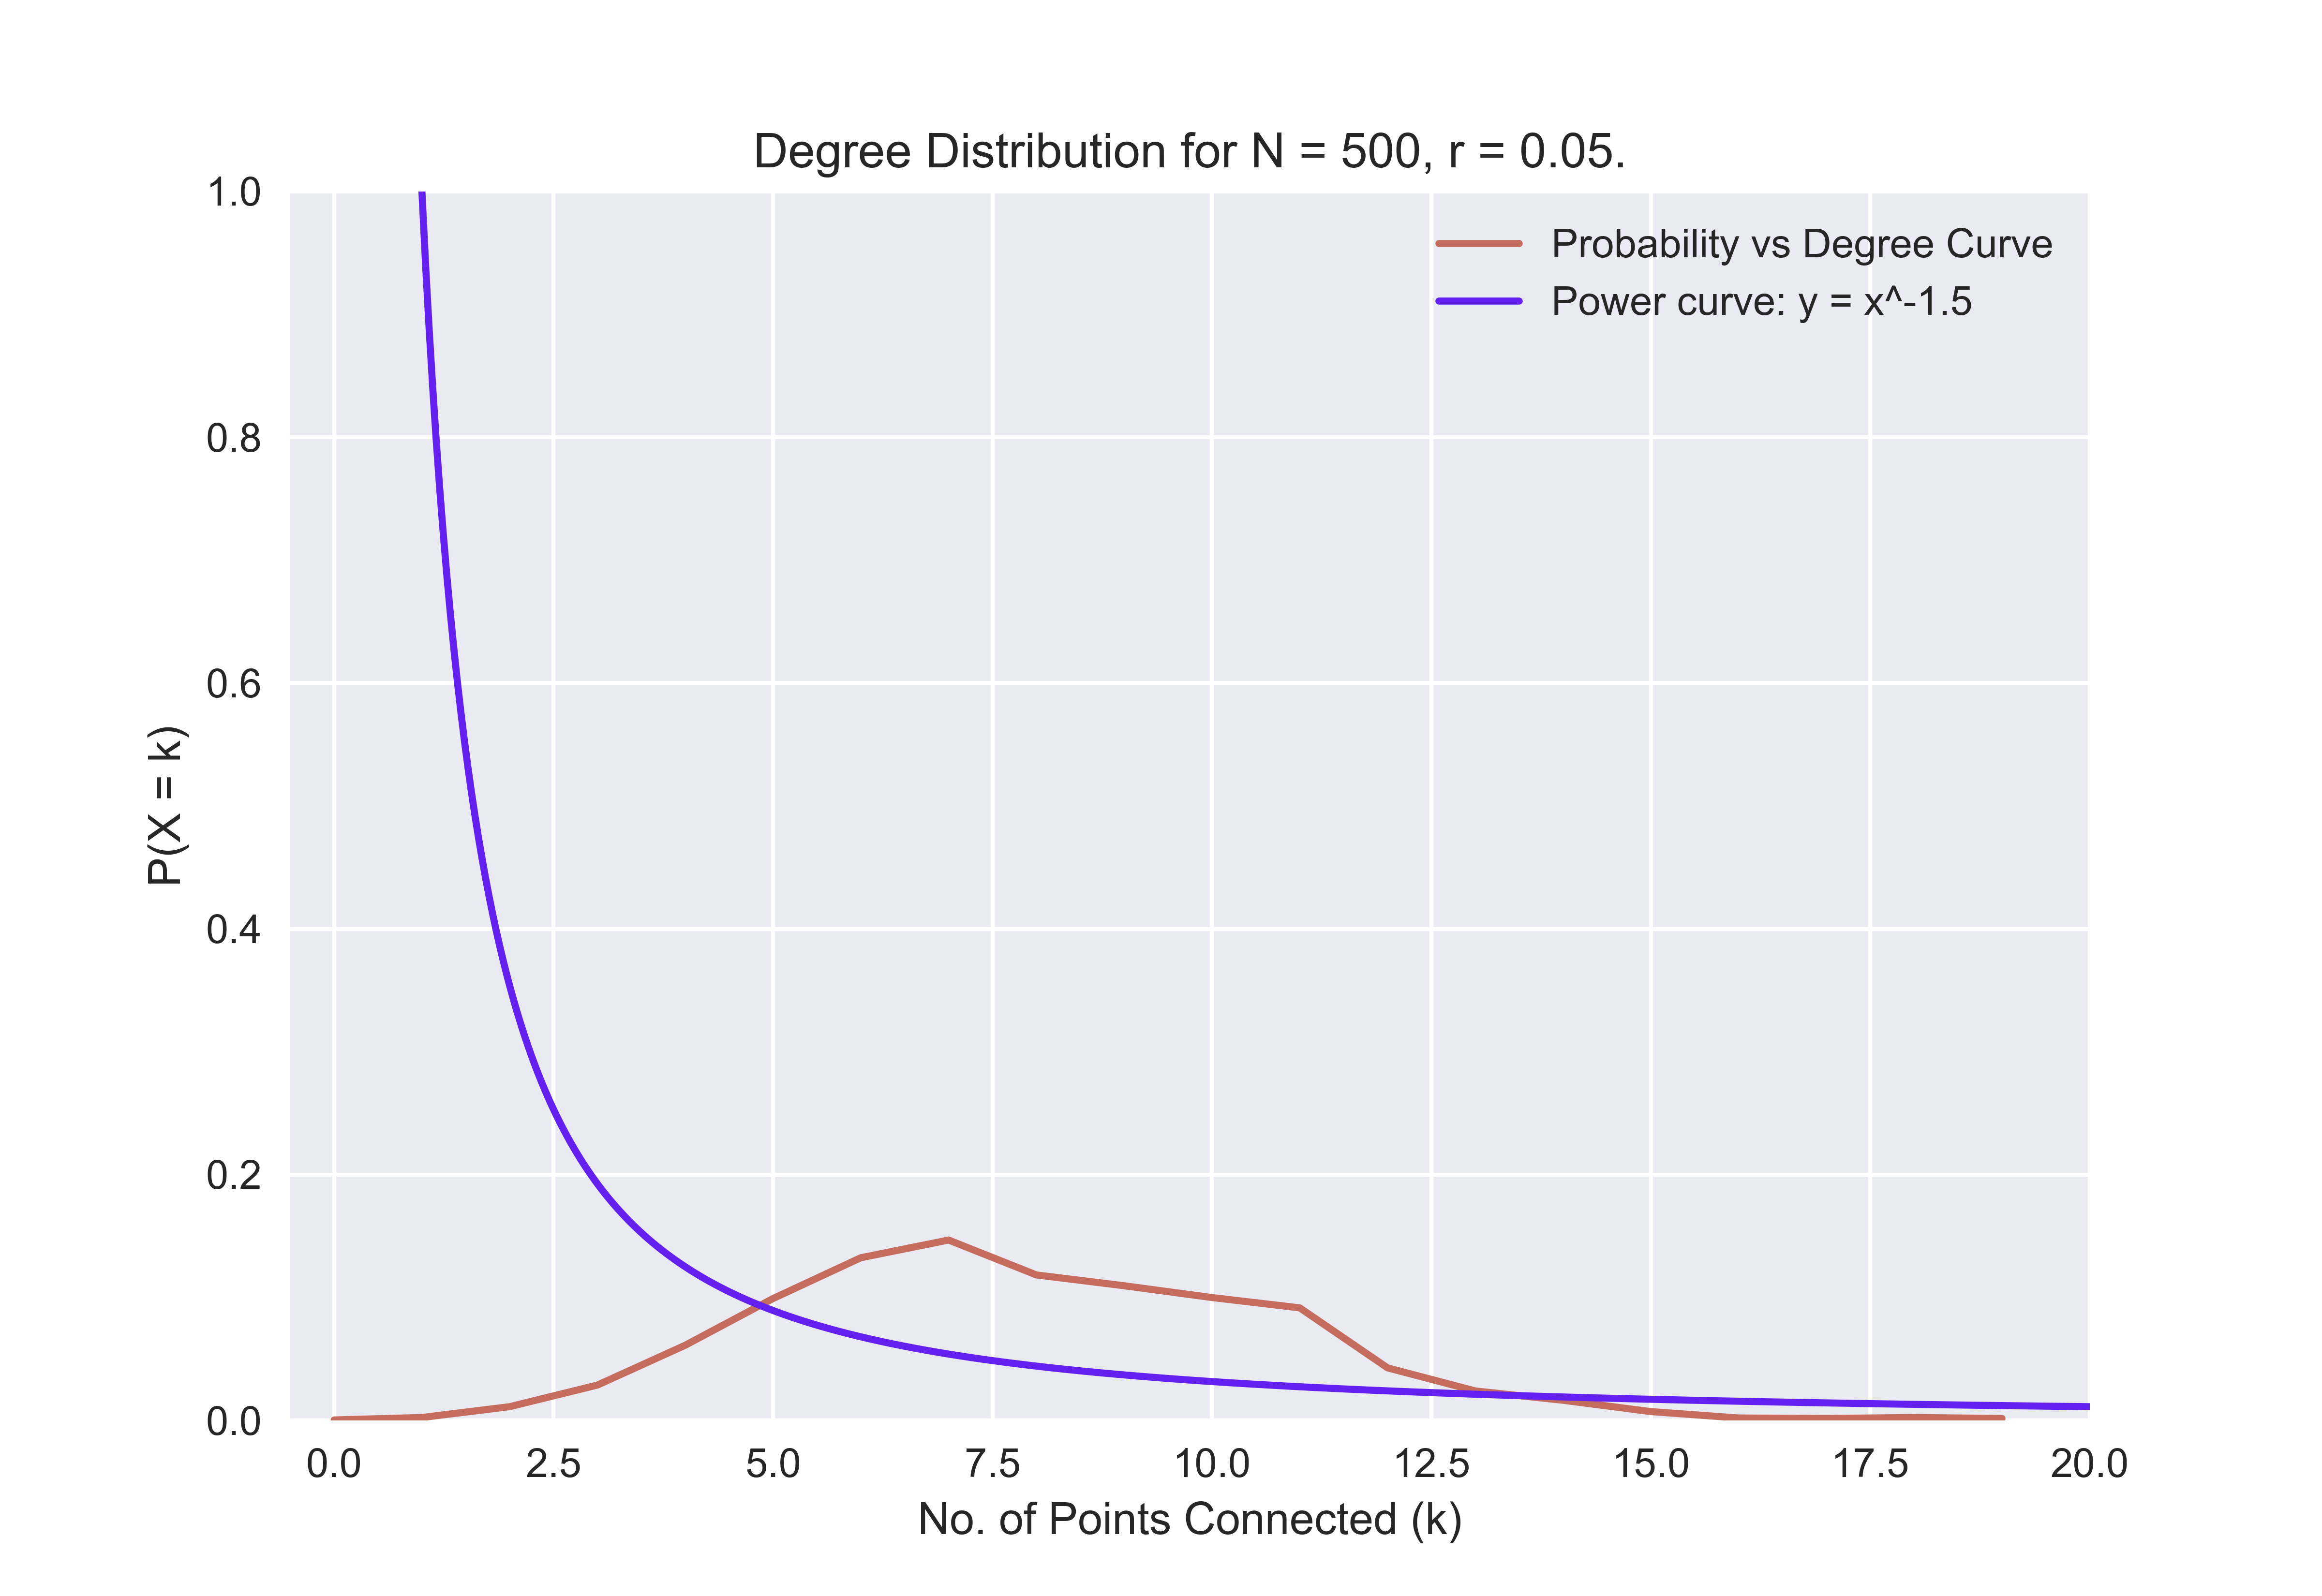 Degree Distribution for N = 500, r = 0.05.
Probability vs Degree Curve
Power curve: y = x^-1.5
P(X = k)
1.0
0.8
0.6
0.4
0.2
0.0
0.0 2.5 5.0 7.5 10.0 12.5 15.0 17.5 20.0
No. of Points Connected (k)